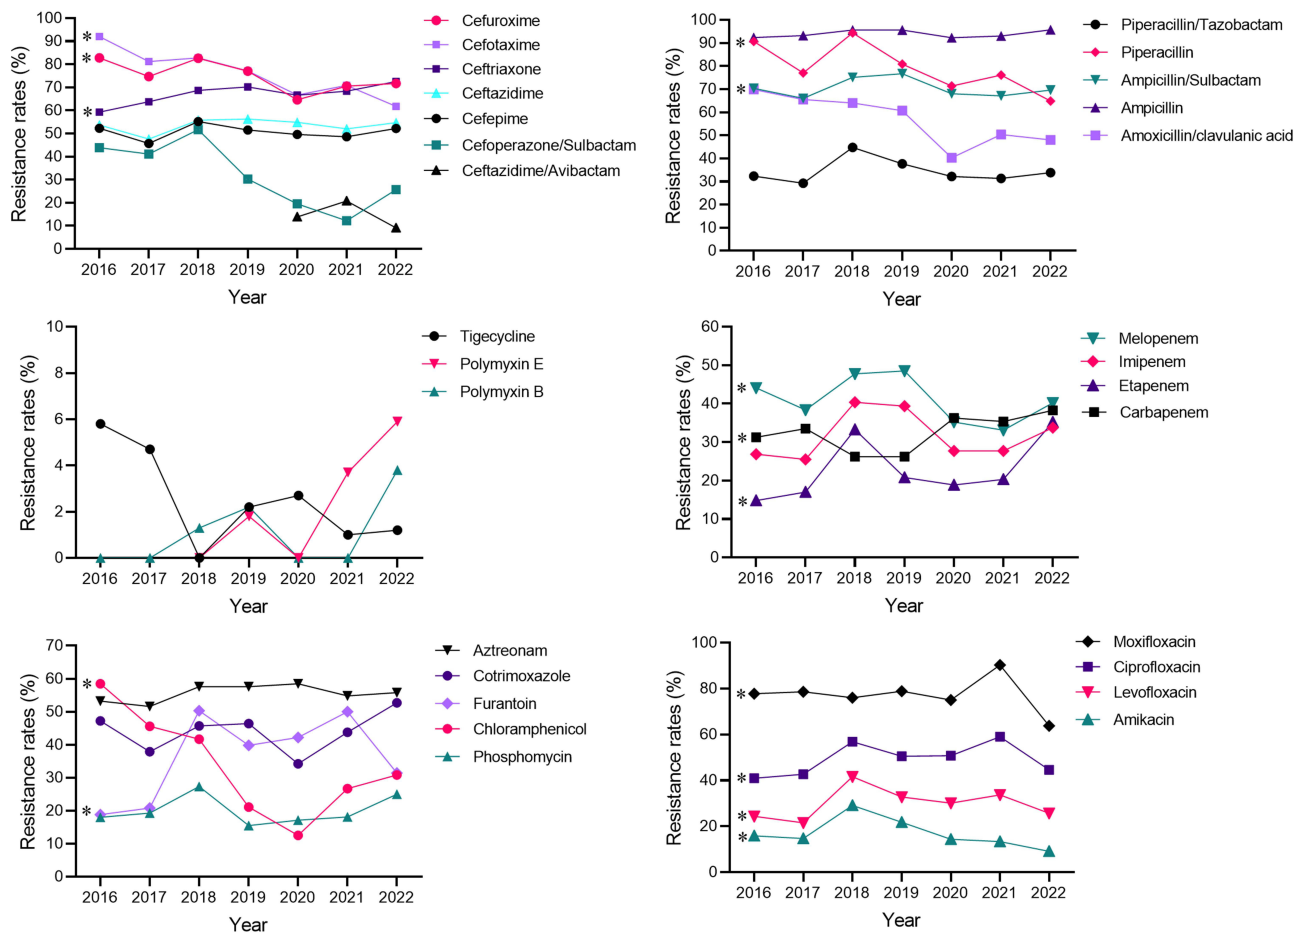 Resistance rates (%)
100
90
80
70
60
50
40
30
20
10
0
*
*
*
2016 2017 2018 2019 2020 2021 2022
Year
Cefuroxime
Cefotaxime
Ceftriaxone
Ceftazidime
Cefepime
Cefoperazone/Sulbactam
Ceftazidime/Avibactam
Resistance rates (%)
100
90
80
70
60
50
40
30
20
10
0
*
*
2016 2017 2018 2019 2020 2021 2022
Year
Piperacillin/Tazobactam
Piperacillin
Ampicillin/Sulbactam
Ampicillin
Amoxicillin/clavulanic acid
Resistance rates (%)
10
8
6
4
2
0
2016 2017 2018 2019 2020 2021 2022
Year
Tigecycline
Polymyxin E
Polymyxin B
Resistance rates (%)
60
50
40
30
20
10
0
*
*
*
2016 2017 2018 2019 2020 2021 2022
Year
Melopenem
Imipenem
Etapenem
Carbapenem
Resistance rates (%)
70
60
50
40
30
20
10
0
*
*
2016 2017 2018 2019 2020 2021 2022
Year
Aztreonam
Cotrimoxazole
Furantoin
Chloramphenicol
Phosphomycin
Resistance rates (%)
100
80
60
40
20
0
*
*
*
*
2016 2017 2018 2019 2020 2021 2022
Year
Moxifloxacin
Ciprofloxacin
Levofloxacin
Amikacin